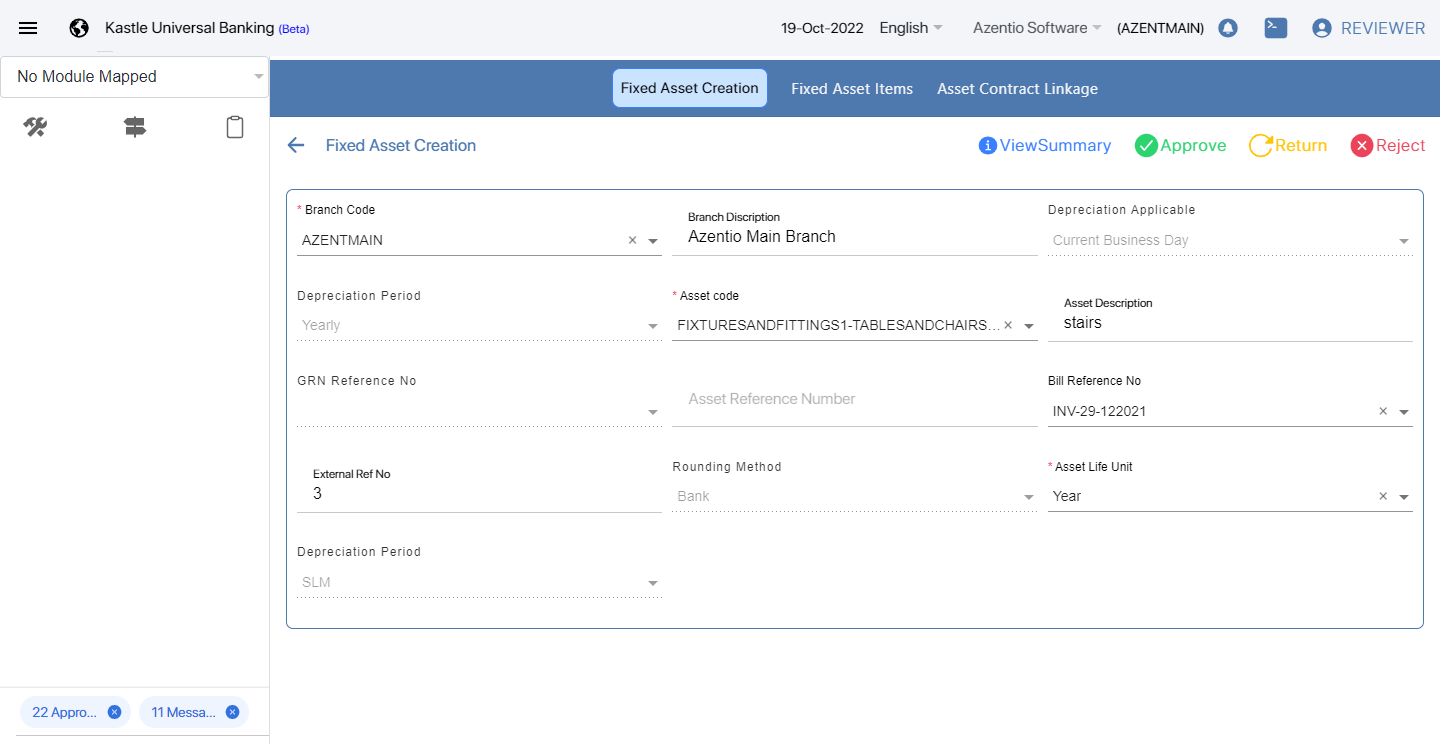 Kastle Universal Banking (Beta) 19-Oct-2022 English Azentio Software (AZENTMAIN) REVIEWER
No Module Mapped
Fixed Asset Creation Fixed Asset Items Asset Contract Linkage
Fixed Asset Creation ViewSummary Approve Return Reject
* Branch Code Branch Discription Depreciation Applicable
AZENTMAIN × Azentio Main Branch Current Business Day
Depreciation Period * Asset code Asset Description
Yearly FIXTURESANDFITTINGS1-TABLESANDCHAIRS... × stairs
GRN Reference No Asset Reference Number Bill Reference No
INV-29-122021 ×
External Ref No Rounding Method * Asset Life Unit
3 Bank Year ×
Depreciation Period
SLM
22 Appro... 11 Messa...